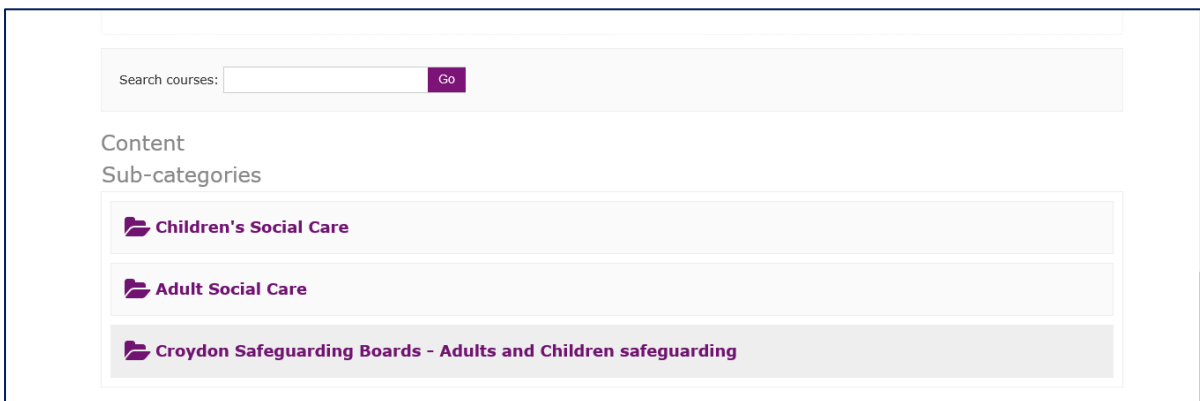 Search courses: Go
Content
Sub-categories
Children's Social Care
Adult Social Care
Croydon Safeguarding Boards - Adults and Children safeguarding